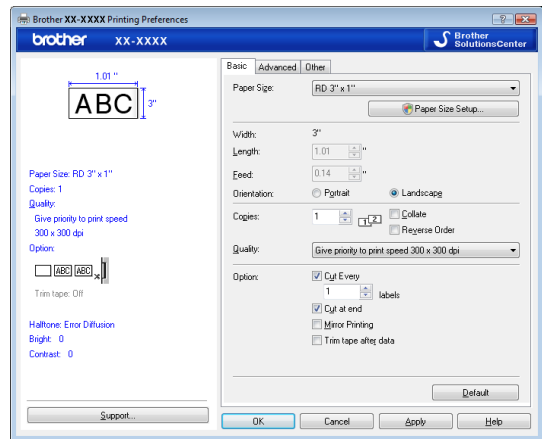 Brother XX-XXXX Printing Preferences
brother XX-XXXX
Brother
SolutionsCenter
1.01 "
ABC
3"
Paper Size: RD 3" x 1"
Copies: 1
Quality:
Give priority to print speed
300 x 300 dpi
Option:
ABC ABC
Trim tape: Off
Halftone: Error Diffusion
Bright: 0
Contrast: 0
Support...
Basic Advanced Other
Paper Size: RD 3" x 1"
Paper Size Setup...
Width: 3"
Length: 1.01 "
Feed: 0.14 "
Orientation: Portrait Landscape
Copies: 1 1 2 Collate
Reverse Order
Quality: Give priority to print speed 300 x 300 dpi
Option: Cut Every
1 labels
Cut at end
Mirror Printing
Trim tape after data
Default
OK Cancel Apply Help